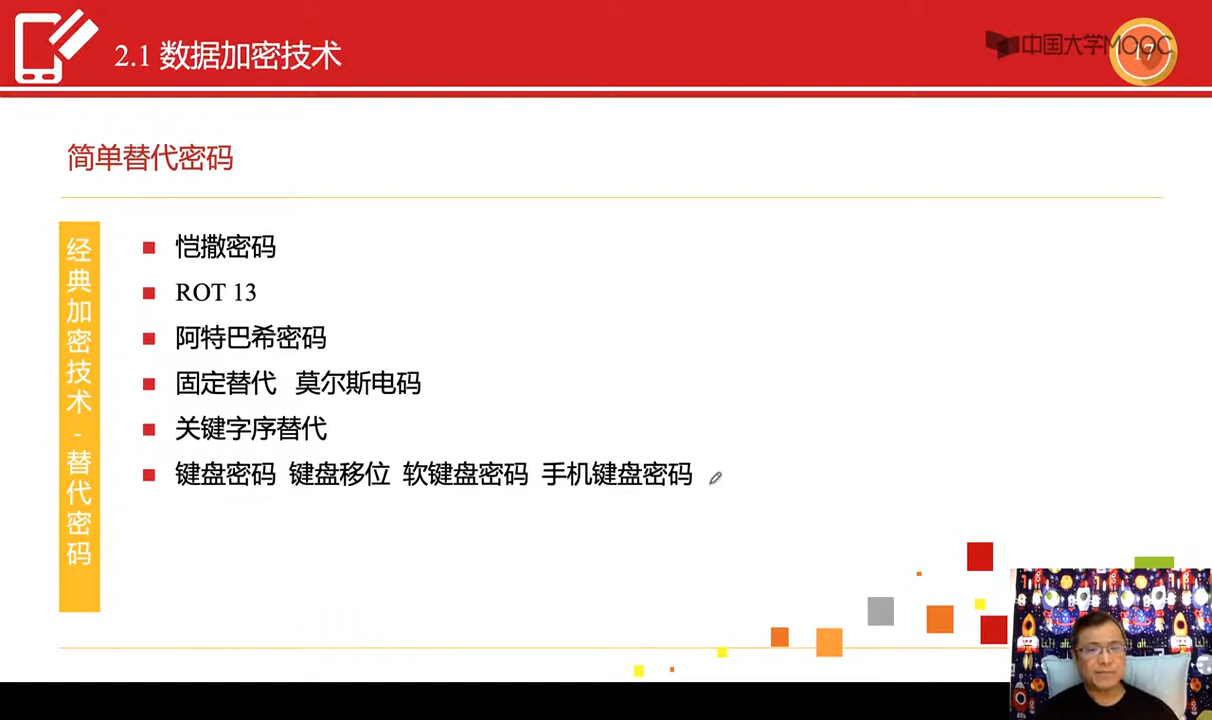 2.1 数据加密技术
中国大学MOOC
17
简单替代密码
经典加密技术-替代密码
恺撒密码
ROT 13
阿特巴希密码
固定替代 莫尔斯电码
关键字序替代
键盘密码 键盘移位 软键盘密码 手机键盘密码